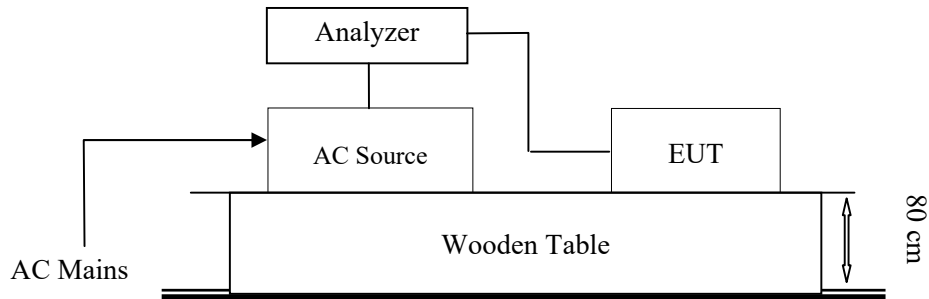 Analyzer
AC Source
EUT
Wooden Table
80 cm
AC Mains